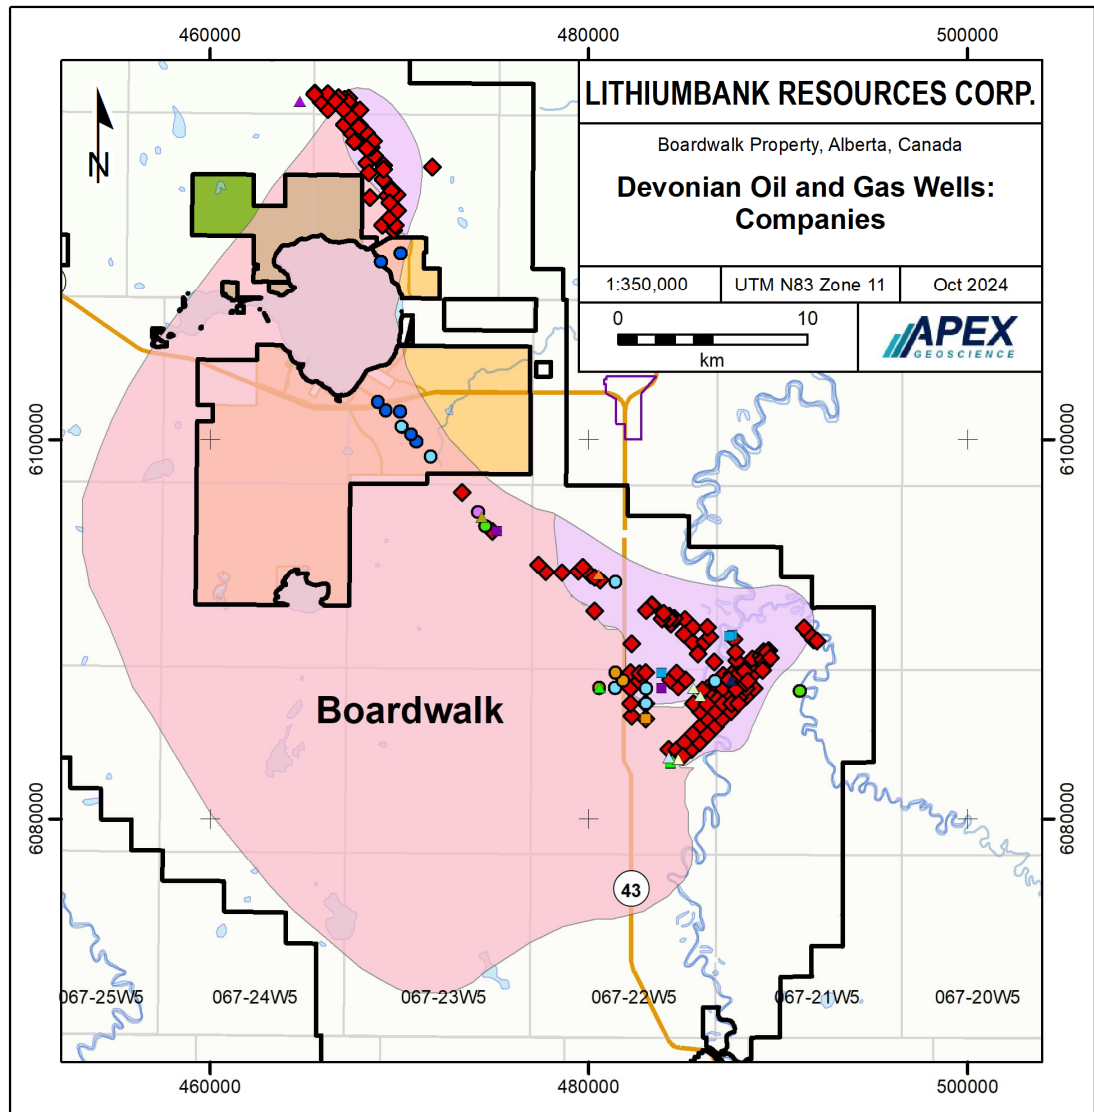 460000
480000
500000
LITHIUMBANK RESOURCES CORP.
Boardwalk Property, Alberta, Canada
Devonian Oil and Gas Wells:
Companies
1:350,000
UTM N83 Zone 11
Oct 2024
0
10
km
APEX
GEOSCIENCE
N
6100000
6100000
Boardwalk
6080000
6080000
43
067-25W5
067-24W5
067-23W5
067-22W5
067-21W5
067-20W5
460000
480000
500000